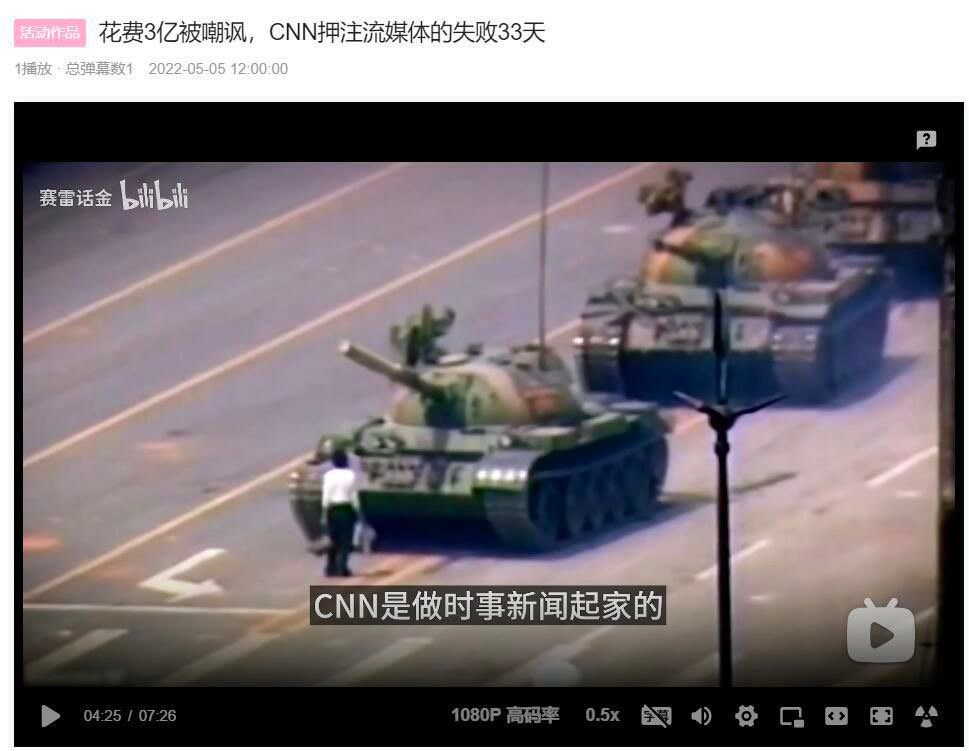 活动作品 花费3亿被嘲讽，CNN押注流媒体的失败33天
1播放 · 总弹幕数1 2022-05-05 12:00:00
?
赛雷话金 bilibili
CNN是做时事新闻起家的
04:25 / 07:26 1080P 高码率 0.5x 字幕